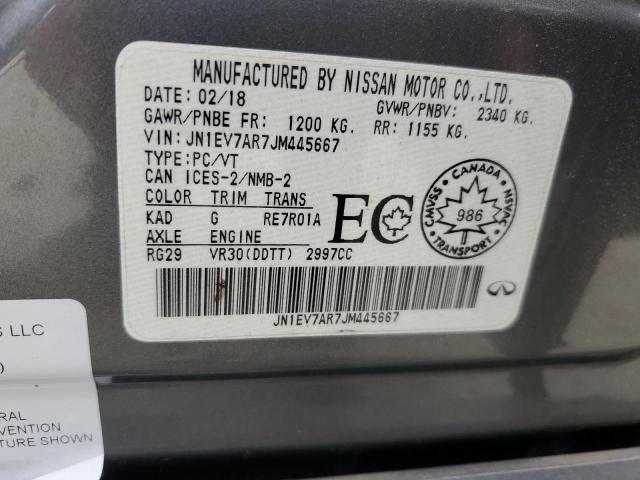 MANUFACTURED BY NISSAN MOTOR CO.,LTD.
DATE: 02/18 GVWR/PNBV: 2340 KG.
GAWR/PNBE FR: 1200 KG. RR: 1155 KG.
VIN: JN1EV7AR7JM445667
TYPE: PC/VT
CAN ICES-2/NMB-2
COLOR TRIM TRANS
KAD G RE7R01A
AXLE ENGINE
RG29 VR30(DDTT) 2997CC
EC
CANADA
CMVSS NSVAC
986
TRANSPORT
JN1EV7AR7JM445667
S LLC
)
RAL
VENTION
TURE SHOWN